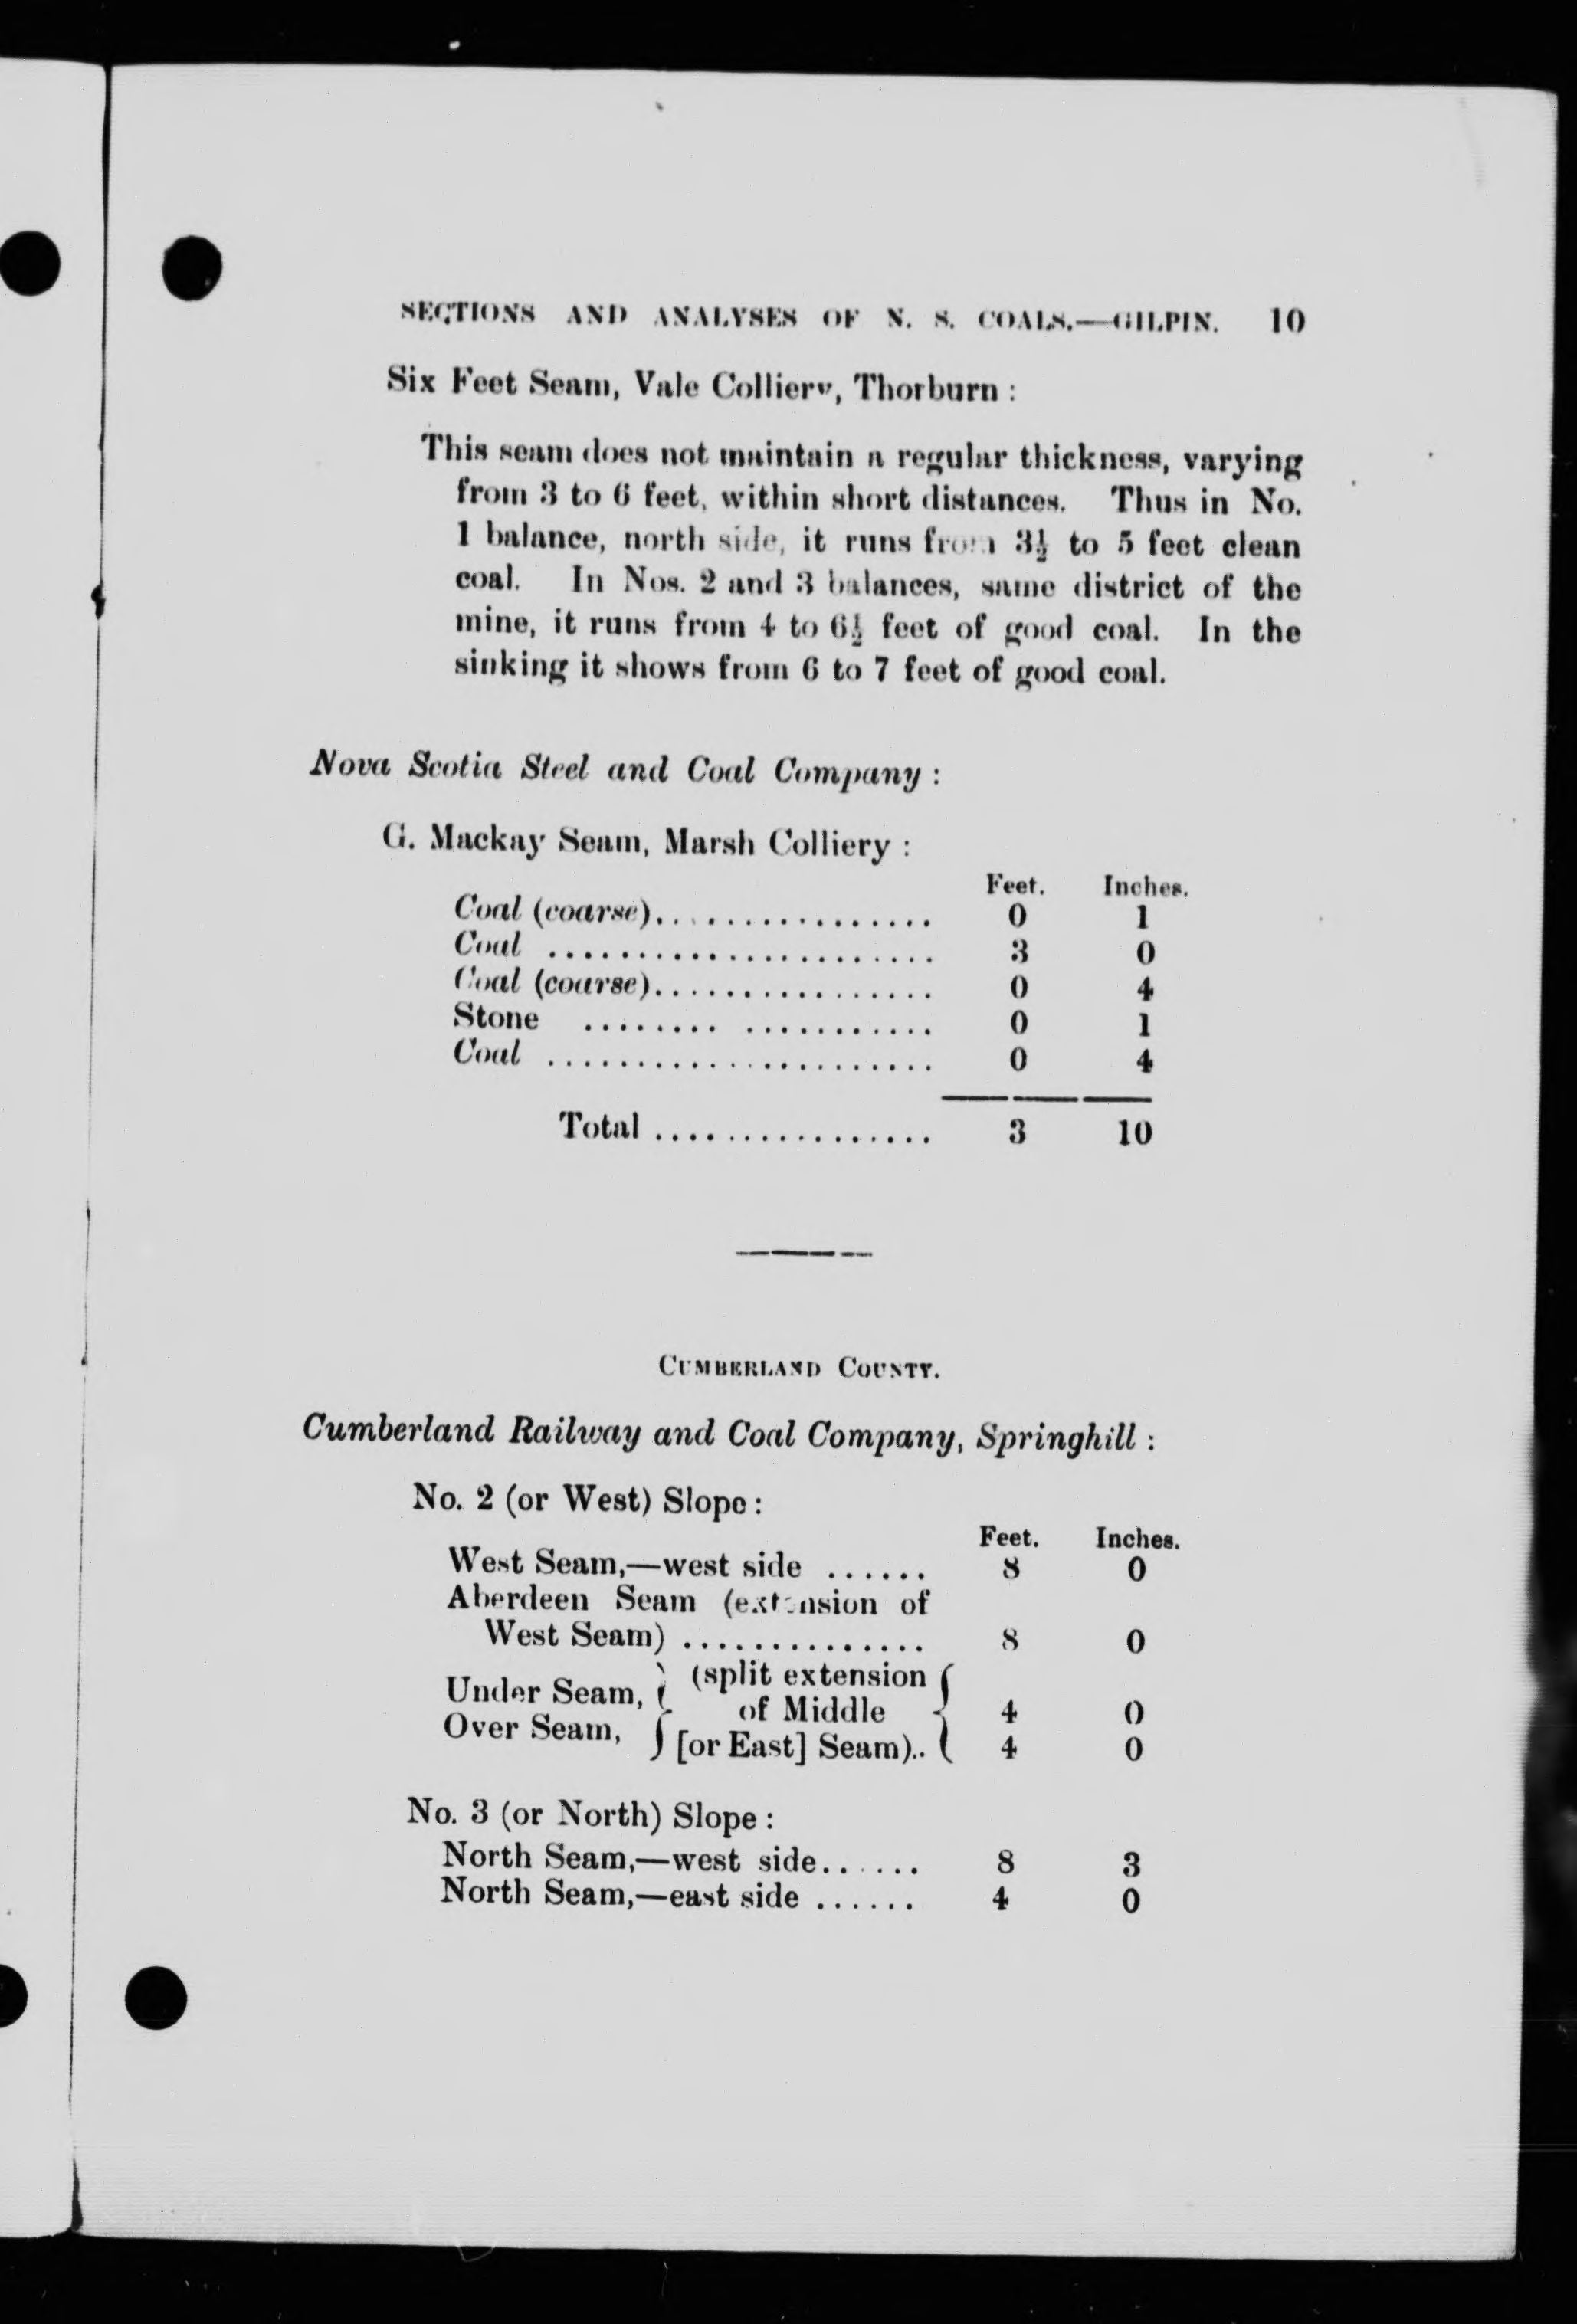 SECTIONS AND ANALYSES OF N. S. COALS.—GILPIN. 10
Six Feet Seam, Vale Colliery, Thorburn :
This seam does not maintain a regular thickness, varying
from 3 to 6 feet, within short distances. Thus in No.
1 balance, north side, it runs from 3½ to 5 feet clean
coal. In Nos. 2 and 3 balances, same district of the
mine, it runs from 4 to 6½ feet of good coal. In the
sinking it shows from 6 to 7 feet of good coal.
Nova Scotia Steel and Coal Company :
G. Mackay Seam, Marsh Colliery :
Feet. Inches.
Coal (coarse)................ 0 1
Coal ...................... 3 0
Coal (coarse)................ 0 4
Stone ........ ........... 0 1
Coal ...................... 0 4
Total ................ 3 10
CUMBERLAND COUNTY.
Cumberland Railway and Coal Company, Springhill :
No. 2 (or West) Slope :
Feet. Inches.
West Seam,—west side ...... 8 0
Aberdeen Seam (extension of
West Seam) .............. 8 0
Under Seam, } (split extension {
of Middle 4 0
Over Seam, [or East] Seam).. 4 0
No. 3 (or North) Slope :
North Seam,—west side...... 8 3
North Seam,—east side ...... 4 0